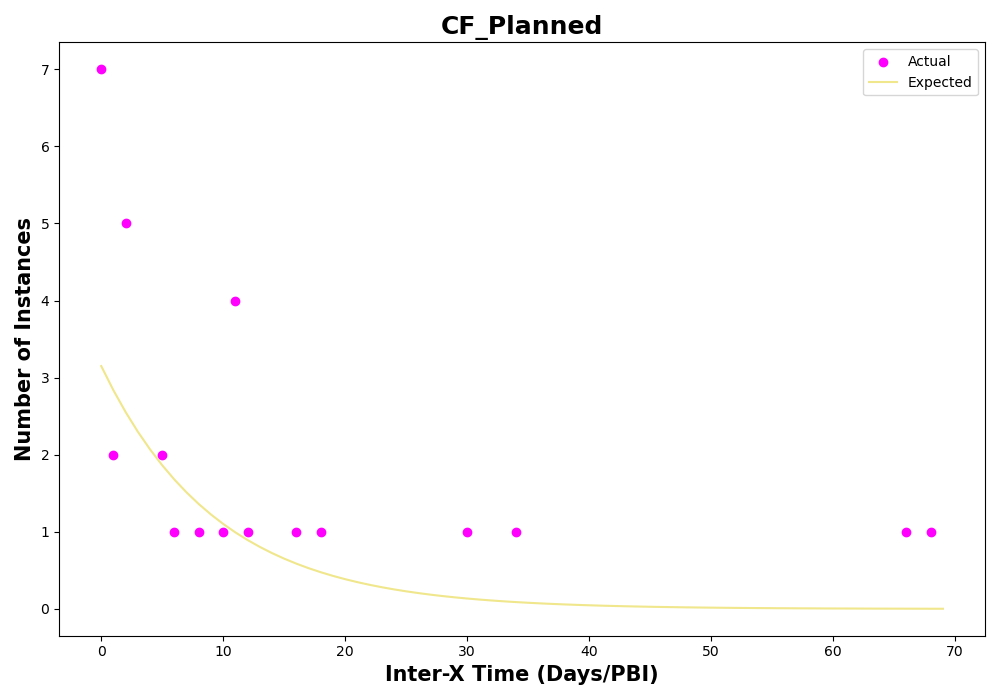 CF_Planned
Actual
Expected
Number of Instances
7
6
5
4
3
2
1
0
0 10 20 30 40 50 60 70
Inter-X Time (Days/PBI)